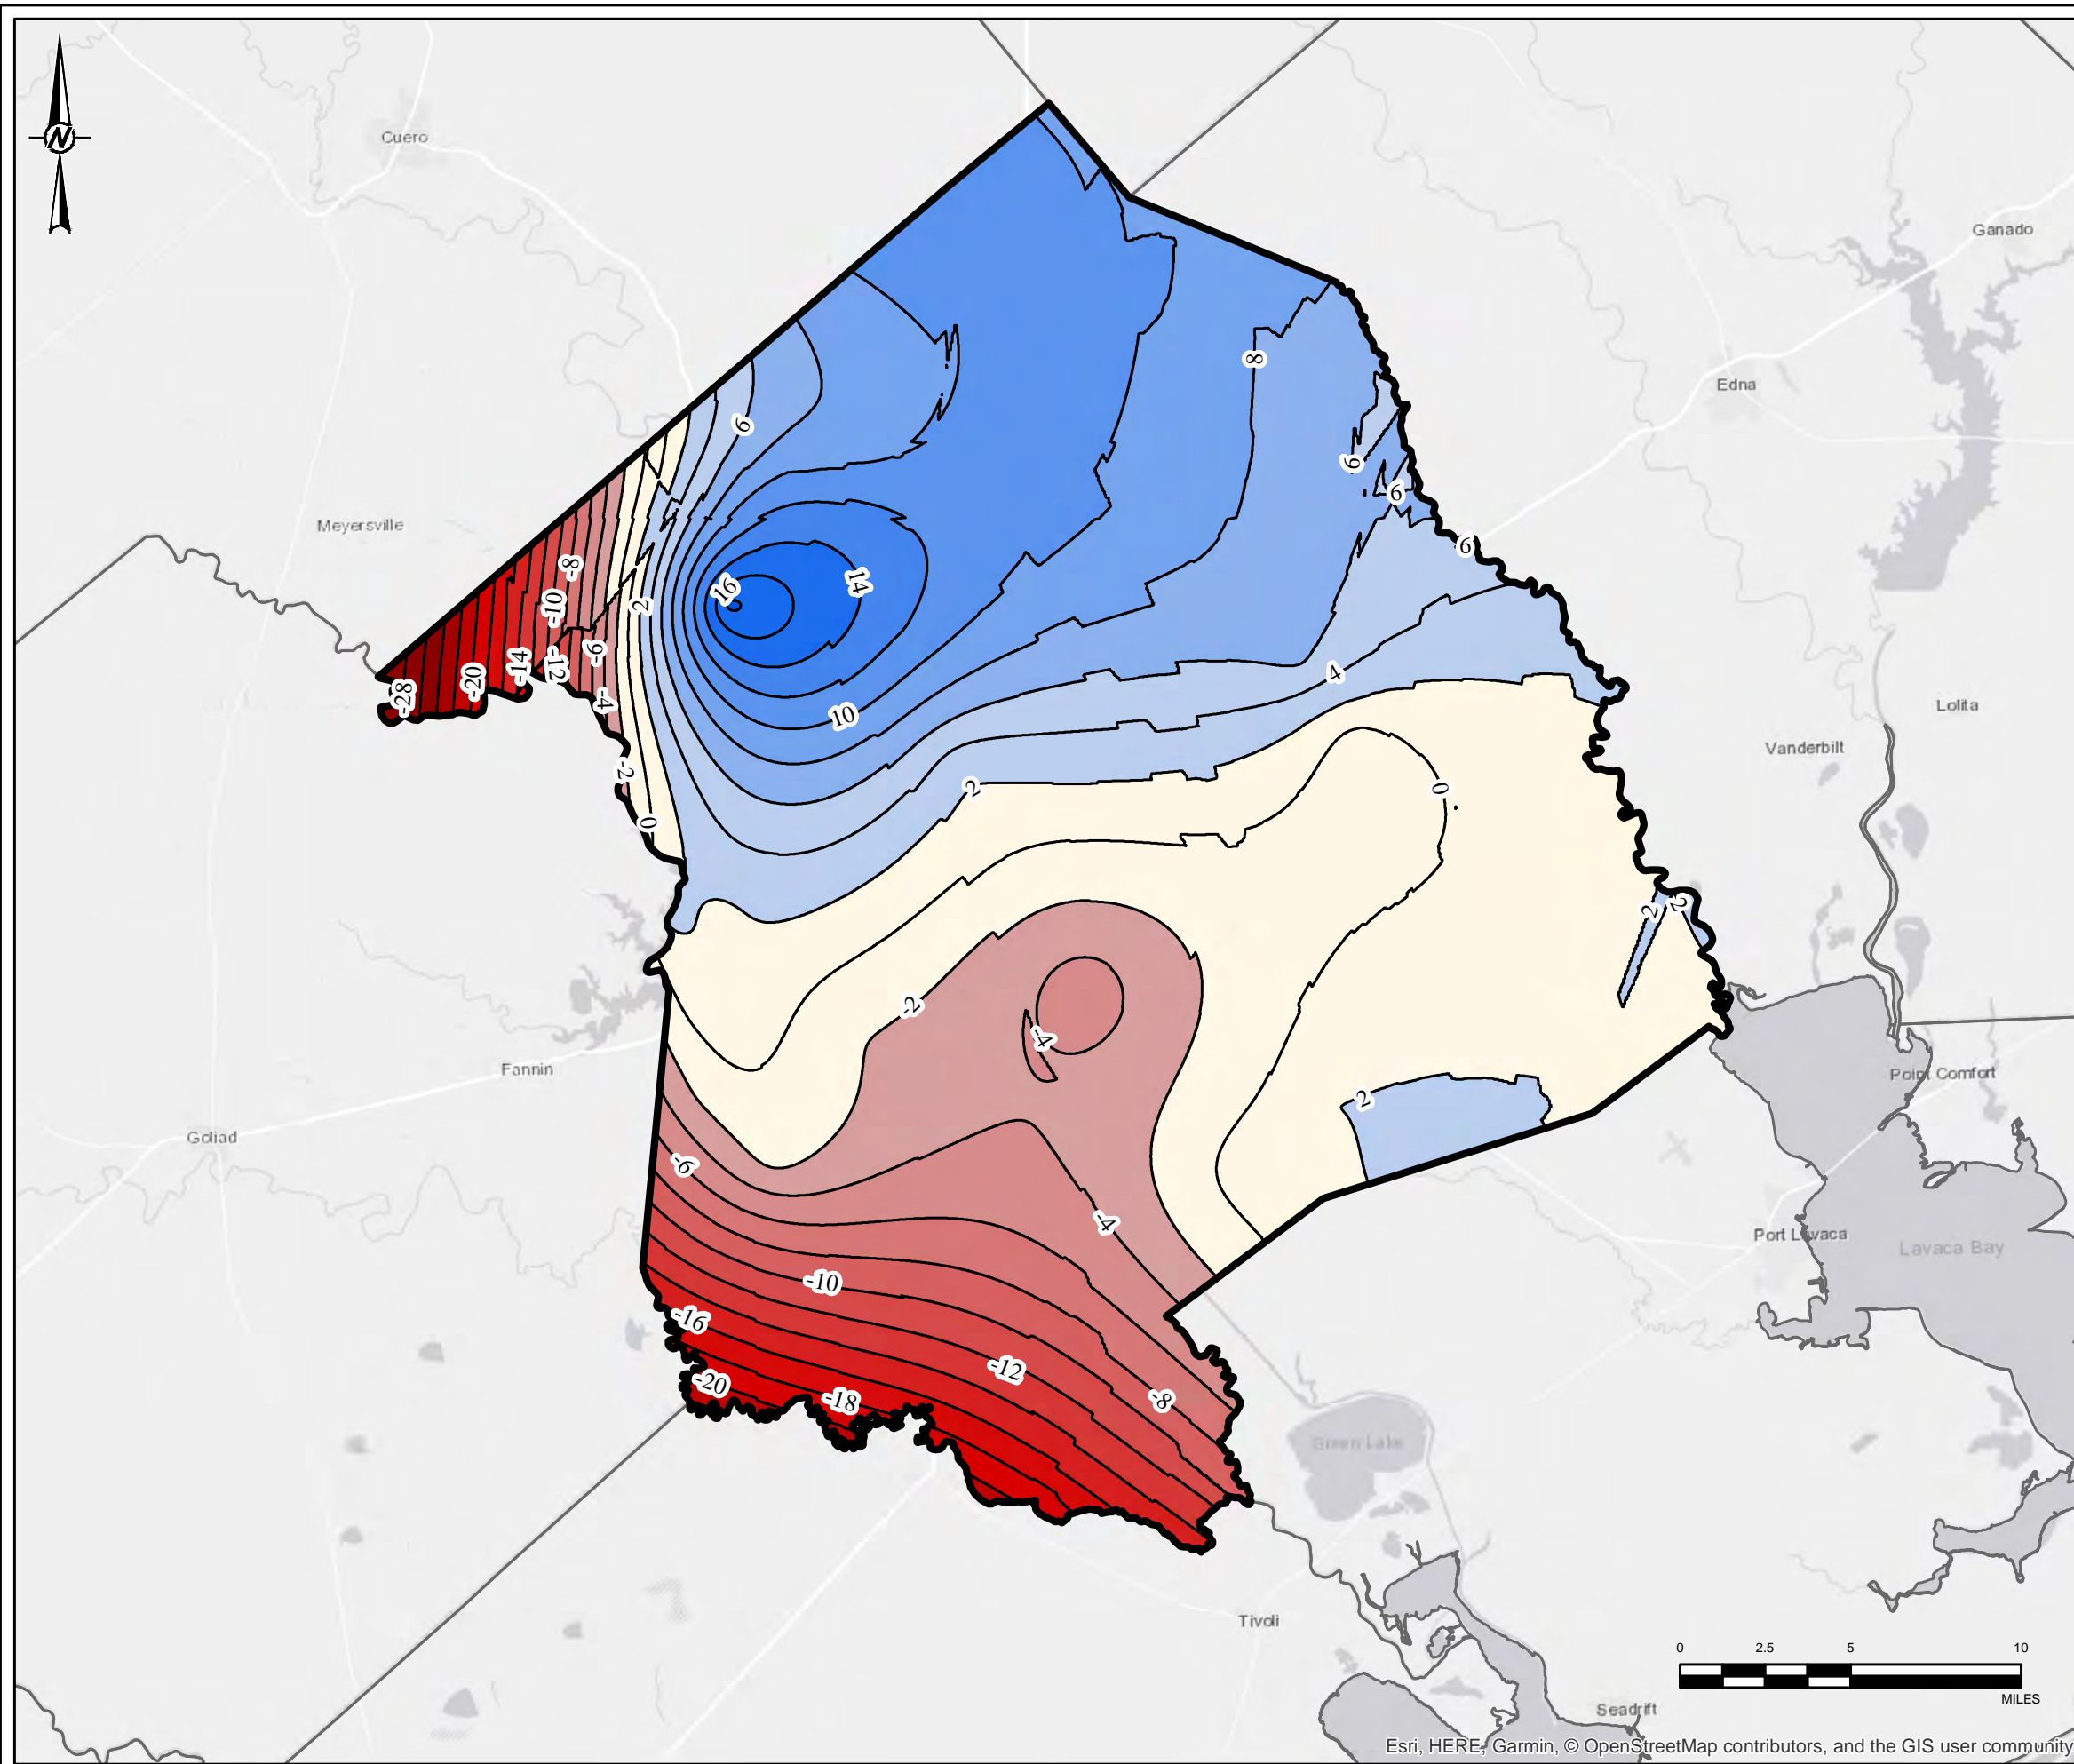 N
Cuero
Ganado
8
Edna
6
6
6
Meyersville
6
-8
16
14
-10
2
-6
-14
-12
4
-20
-28
-4
Lolita
10
Vanderbilt
-2
2
0
0
2
2
-2
-4
Fannin
Point Comfort
2
Goliad
-6
-4
Port Lavaca
Lavaca Bay
-10
-16
-12
-20
-18
-8
Green Lake
Tivoli
0 2.5 5 10
MILES
Seadrift
Esri, HERE, Garmin, © OpenStreetMap contributors, and the GIS user community